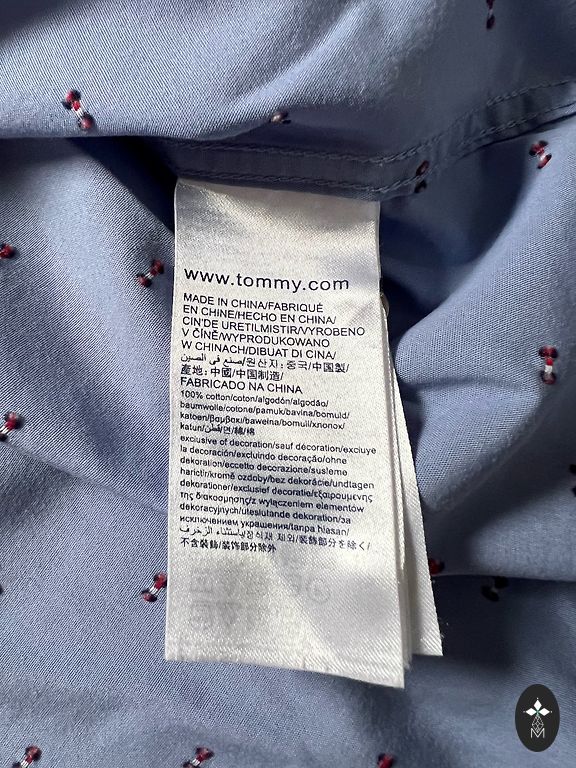 www.tommy.com
MADE IN CHINA/FABRIQUÉ
EN CHINE/HECHO EN CHINA/
CIN'DE URETILMISTIR/VYROBENO
V ČÍNĚ/WYPRODUKOWANO
W CHINACH/DIBUAT DI CINA/
صنع في الصين/원산지: 중국/中国製/
產地: 中國/中国制造/
FABRICADO NA CHINA
100% cotton/coton/algodón/algodão/
baumwolle/cotone/pamuk/bavlna/bomuld/
katoen/βαμβακι/bawełna/bomull/хлопок/
katun/قطن/면/綿/棉
exclusive of decoration/sauf décoration/excluye
la decoración/excluindo decoração/ohne
dekoration/eccetto decorazione/susleme
harictir/kromě ozdoby/bez dekorácie/undtagen
dekorationer/exclusief decoratie/εξαιρουμενης
της διακοσμησης/z wyłączeniem elementów
dekoracyjnych/uteslutande dekoration/за
исключением украшения/tanpa hiasan/
باستثناء الزخرف/장식재 제외/装飾部分を除く/
不含裝飾/装饰部分除外
M